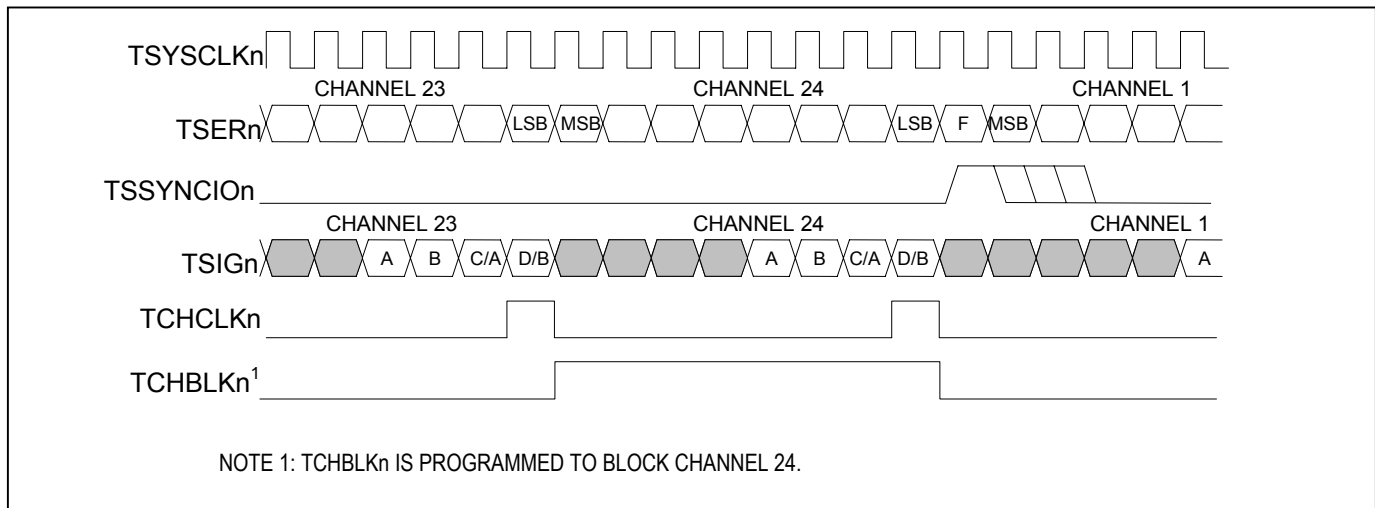 TSYSCLKn
CHANNEL 23 CHANNEL 24 CHANNEL 1
TSERn LSB MSB LSB F MSB
TSSYNCIOn
CHANNEL 23 CHANNEL 24 CHANNEL 1
TSIGn A B C/A D/B A B C/A D/B A
TCHCLKn
TCHBLKn¹
NOTE 1: TCHBLKn IS PROGRAMMED TO BLOCK CHANNEL 24.